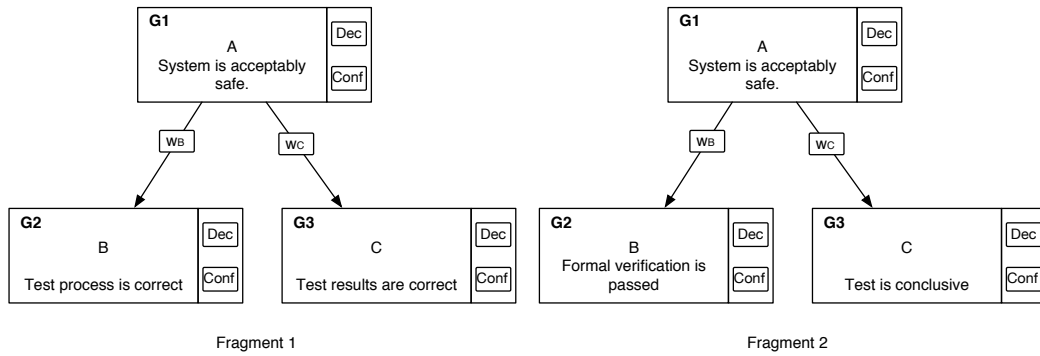 G1
A
System is acceptably
safe.
Dec
Conf
WB
WC
G2
B
Test process is correct
Dec
Conf
G3
C
Test results are correct
Dec
Conf
Fragment 1
G1
A
System is acceptably
safe.
Dec
Conf
WB
WC
G2
B
Formal verification is
passed
Dec
Conf
G3
C
Test is conclusive
Dec
Conf
Fragment 2